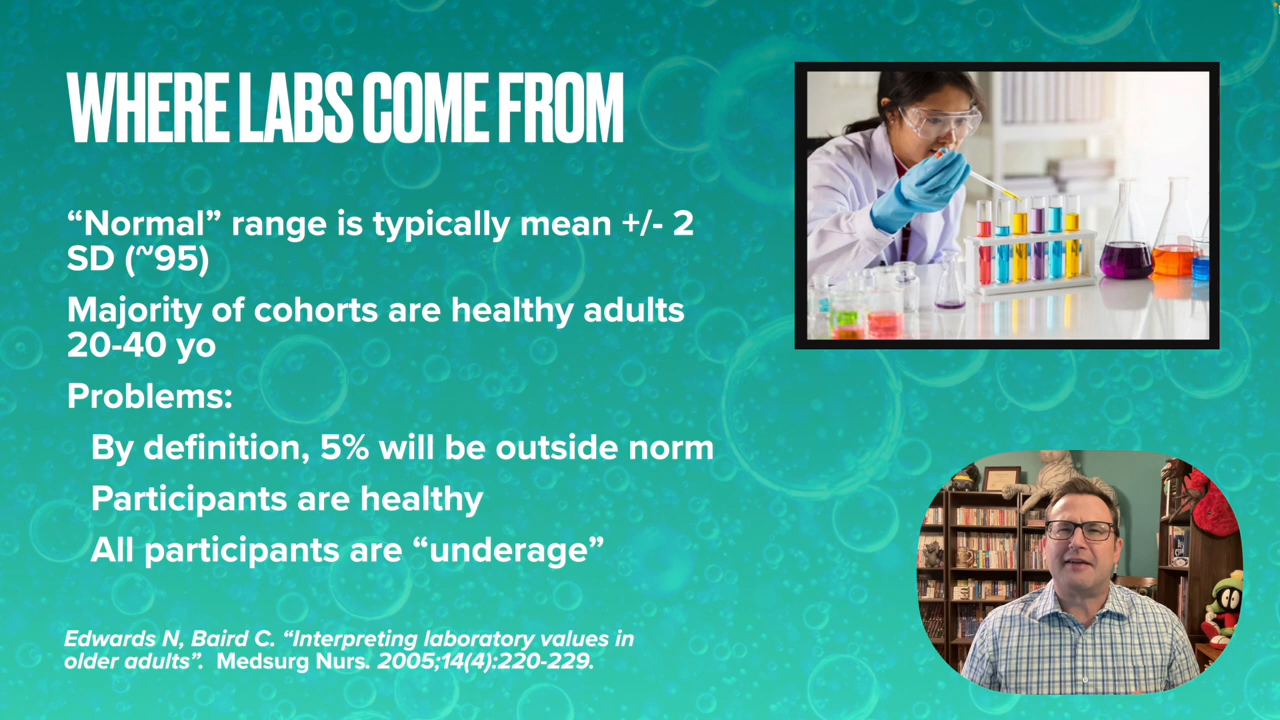 WHERE LABS COME FROM
“Normal” range is typically mean +/- 2
SD (~95)
Majority of cohorts are healthy adults
20-40 yo
Problems:
By definition, 5% will be outside norm
Participants are healthy
All participants are “underage”
Edwards N, Baird C. “Interpreting laboratory values in
older adults”.  Medsurg Nurs. 2005;14(4):220-229.